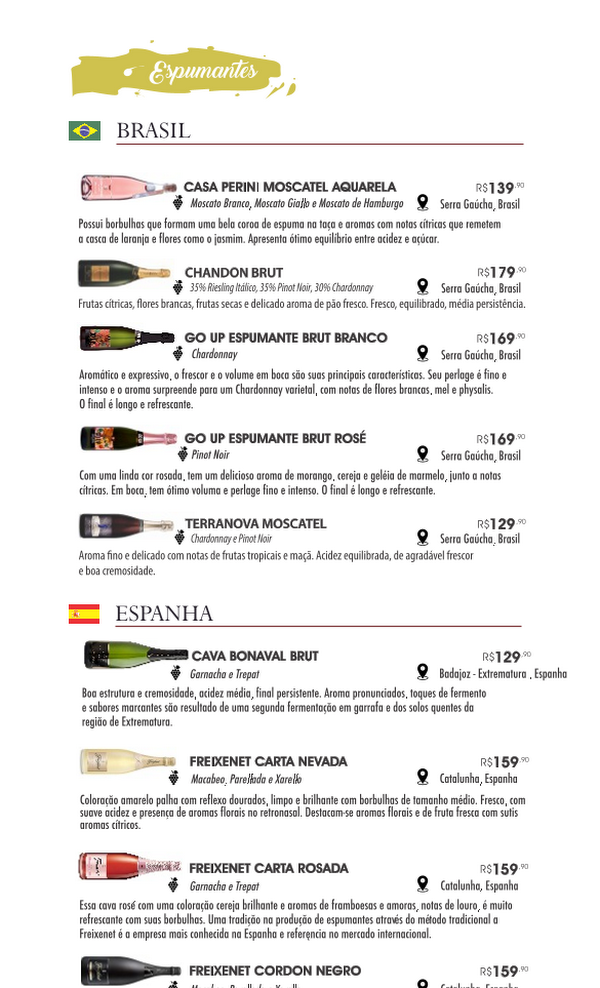 Espumantes
BRASIL
CASA PERINI MOSCATEL AQUARELA R$139,90
Moscato Branco, Moscato Giallo e Moscato de Hamburgo Serra Gaúcha, Brasil
Possui borbulhas que formam uma bela coroa de espuma na taça e aromas com notas cítricas que remetem
a casca de laranja e flores como o jasmim. Apresenta ótimo equilíbrio entre acidez e açúcar.
CHANDON BRUT R$179,90
35% Riesling Itálico, 35% Pinot Noir, 30% Chardonnay Serra Gaúcha, Brasil
Frutas cítricas, flores brancas, frutas secas e delicado aroma de pão fresco. Fresco, equilibrado, média persistência.
GO UP ESPUMANTE BRUT BRANCO R$169,90
Chardonnay Serra Gaúcha, Brasil
Aromático e expressivo, o frescor e o volume em boca são suas principais características. Seu perlage é fino e
intenso e o aroma surpreende para um Chardonnay varietal, com notas de flores brancas, mel e physalis.
O final é longo e refrescante.
GO UP ESPUMANTE BRUT ROSÉ R$169,90
Pinot Noir Serra Gaúcha, Brasil
Com uma linda cor rosada, tem um delicioso aroma de morango, cereja e geléia de marmelo, junto a notas
cítricas. Em boca, tem ótimo voluma e perlage fino e intenso. O final é longo e refrescante.
TERRANOVA MOSCATEL R$129,90
Chardonnay e Pinot Noir Serra Gaúcha, Brasil
Aroma fino e delicado com notas de frutas tropicais e maçã. Acidez equilibrada, de agradável frescor
e boa cremosidade.
ESPANHA
CAVA BONAVAL BRUT R$129,90
Garnacha e Trepat Badajoz - Extrematura , Espanha
Boa estrutura e cremosidade, acidez média, final persistente. Aroma pronunciados, toques de fermento
e sabores marcantes são resultado de uma segunda fermentação em garrafa e dos solos quentes da
região de Extrematura.
FREIXENET CARTA NEVADA R$159,90
Macabeo, Parellada e Xarello Catalunha, Espanha
Coloração amarelo palha com reflexo dourados, limpo e brilhante com borbulhas de tamanho médio. Fresco, com
suave acidez e presença de aromas florais no retronasal. Destacam-se aromas florais e de fruta fresca com sutis
aromas cítricos.
FREIXENET CARTA ROSADA R$159,90
Garnacha e Trepat Catalunha, Espanha
Essa cava rosé com uma coloração cereja brilhante e aromas de framboesas e amoras, notas de louro, é muito
refrescante com suas borbulhas. Uma tradição na produção de espumantes através do método tradicional a
Freixenet é a empresa mais conhecida na Espanha e referência no mercado internacional.
FREIXENET CORDON NEGRO R$159,90